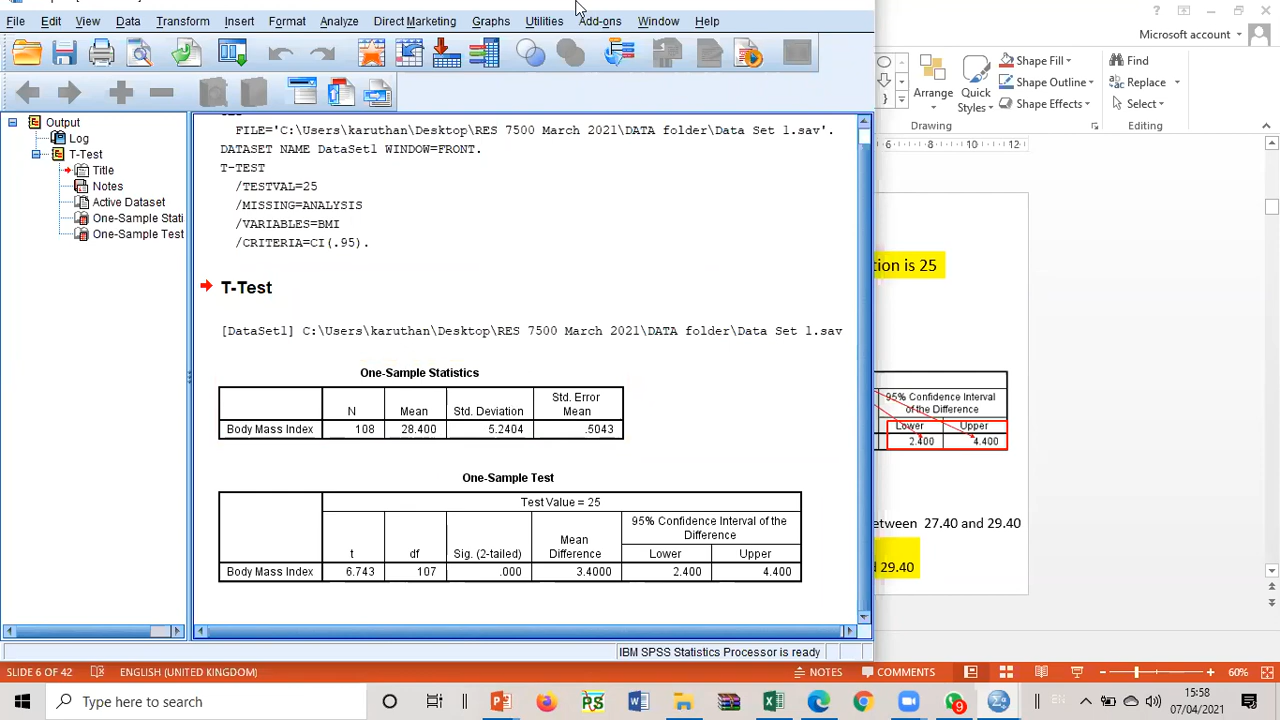 File Edit View Data Transform Insert Format Analyze Direct Marketing Graphs Utilities Add-ons Window Help
Output
Log
T-Test
Title
Notes
Active Dataset
One-Sample Stati
One-Sample Test
FILE='C:\Users\karuthan\Desktop\RES 7500 March 2021\DATA folder\Data Set 1.sav'.
DATASET NAME DataSet1 WINDOW=FRONT.
T-TEST
/TESTVAL=25
/MISSING=ANALYSIS
/VARIABLES=BMI
/CRITERIA=CI(.95).
T-Test
[DataSet1] C:\Users\karuthan\Desktop\RES 7500 March 2021\DATA folder\Data Set 1.sav
One-Sample Statistics
N Mean Std. Deviation Std. Error Mean
Body Mass Index 108 28.400 5.2404 .5043
One-Sample Test
Test Value = 25
t df Sig. (2-tailed) Mean Difference 95% Confidence Interval of the Difference
Lower Upper
Body Mass Index 6.743 107 .000 3.4000 2.400 4.400
IBM SPSS Statistics Processor is ready
Microsoft account
Arrange
Quick Styles
Shape Fill
Shape Outline
Shape Effects
Drawing
Find
Replace
Select
Editing
6 8 10 12
tion is 25
95% Confidence Interval
of the Difference
Lower Upper
2.400 4.400
etween 27.40 and 29.40
d 29.40
SLIDE 6 OF 42 ENGLISH (UNITED KINGDOM) NOTES COMMENTS 60%
Type here to search
9
EN
15:58
07/04/2021